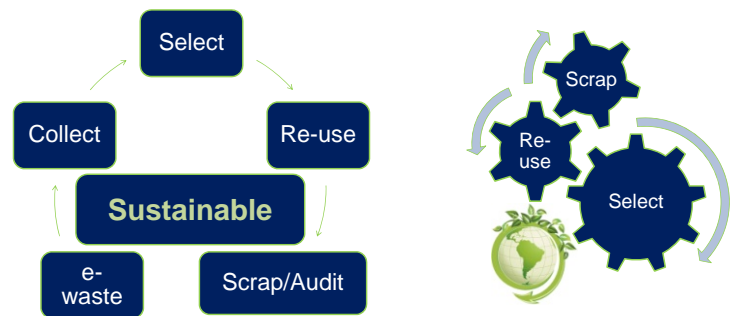 Select
Collect
Re-use
Sustainable
e-
waste
Scrap/Audit
Scrap
Re-
use
Select